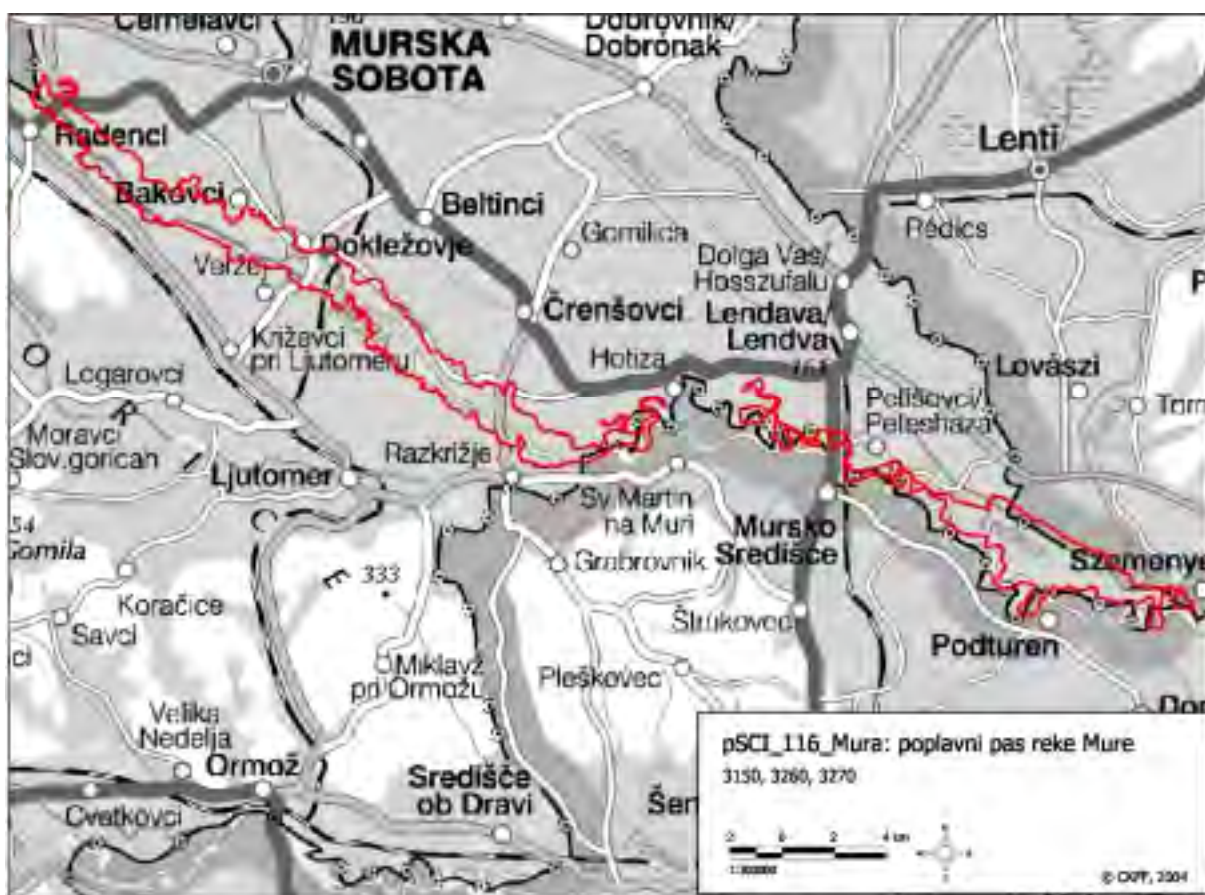 Černelavci
190
MURSKA
SOBOTA
Dobrovnik/
Dobronak
Radenci
Lenti
Bakovci
Beltinci
Rédics
Gomilica
Dokležovje
Veržej
Dolga Vas/
Hosszufalu
Črenšovci
Lendava/
Lendva
Križevci
pri Ljutomeru
Hotiza
Logarovci
Lovászi
Moravci
Slov.goricah
Razkrižje
Ljutomer
Sv.Martin
na Muri
Mursko
Središče
Gomila
333
Grabrovnik
Szemenye
Koračice
Savci
Štrukovec
Podturen
Miklavž
pri Ormožu
Pleškovec
Velika
Nedelja
Ormož
Središče
ob Dravi
Cvetkovci
pSCI_116_Mura: poplavni pas reke Mure
3150, 3260, 3270
© CKFF, 2004